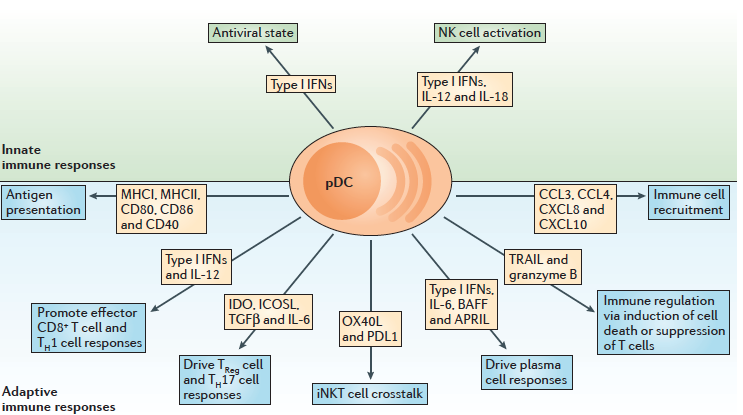 Antiviral state
NK cell activation
Type I IFNs
Type I IFNs,
IL-12 and IL-18
Innate
immune responses
pDC
Antigen
presentation
MHCI, MHCII,
CD80, CD86
and CD40
CCL3, CCL4,
CXCL8 and
CXCL10
Immune cell
recruitment
Type I IFNs
and IL-12
TRAIL and
granzyme B
IDO, ICOSL,
TGFβ and IL-6
OX40L
and PDL1
Type I IFNs,
IL-6, BAFF
and APRIL
Promote effector
CD8⁺ T cell and
TH1 cell responses
Immune regulation
via induction of cell
death or suppression
of T cells
Drive TReg cell
and TH17 cell
responses
iNKT cell crosstalk
Drive plasma
cell responses
Adaptive
immune responses